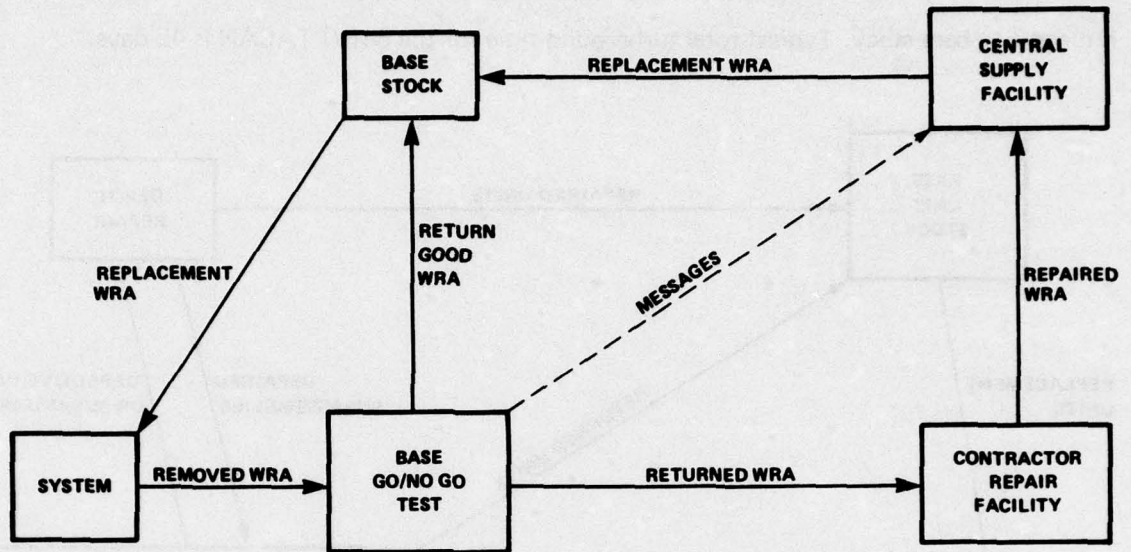 BASE
STOCK
REPLACEMENT WRA
CENTRAL
SUPPLY
FACILITY
REPLACEMENT
WRA
RETURN
GOOD
WRA
MESSAGES
REPAIRED
WRA
SYSTEM
REMOVED WRA
BASE
GO/NO GO
TEST
RETURNED WRA
CONTRACTOR
REPAIR
FACILITY